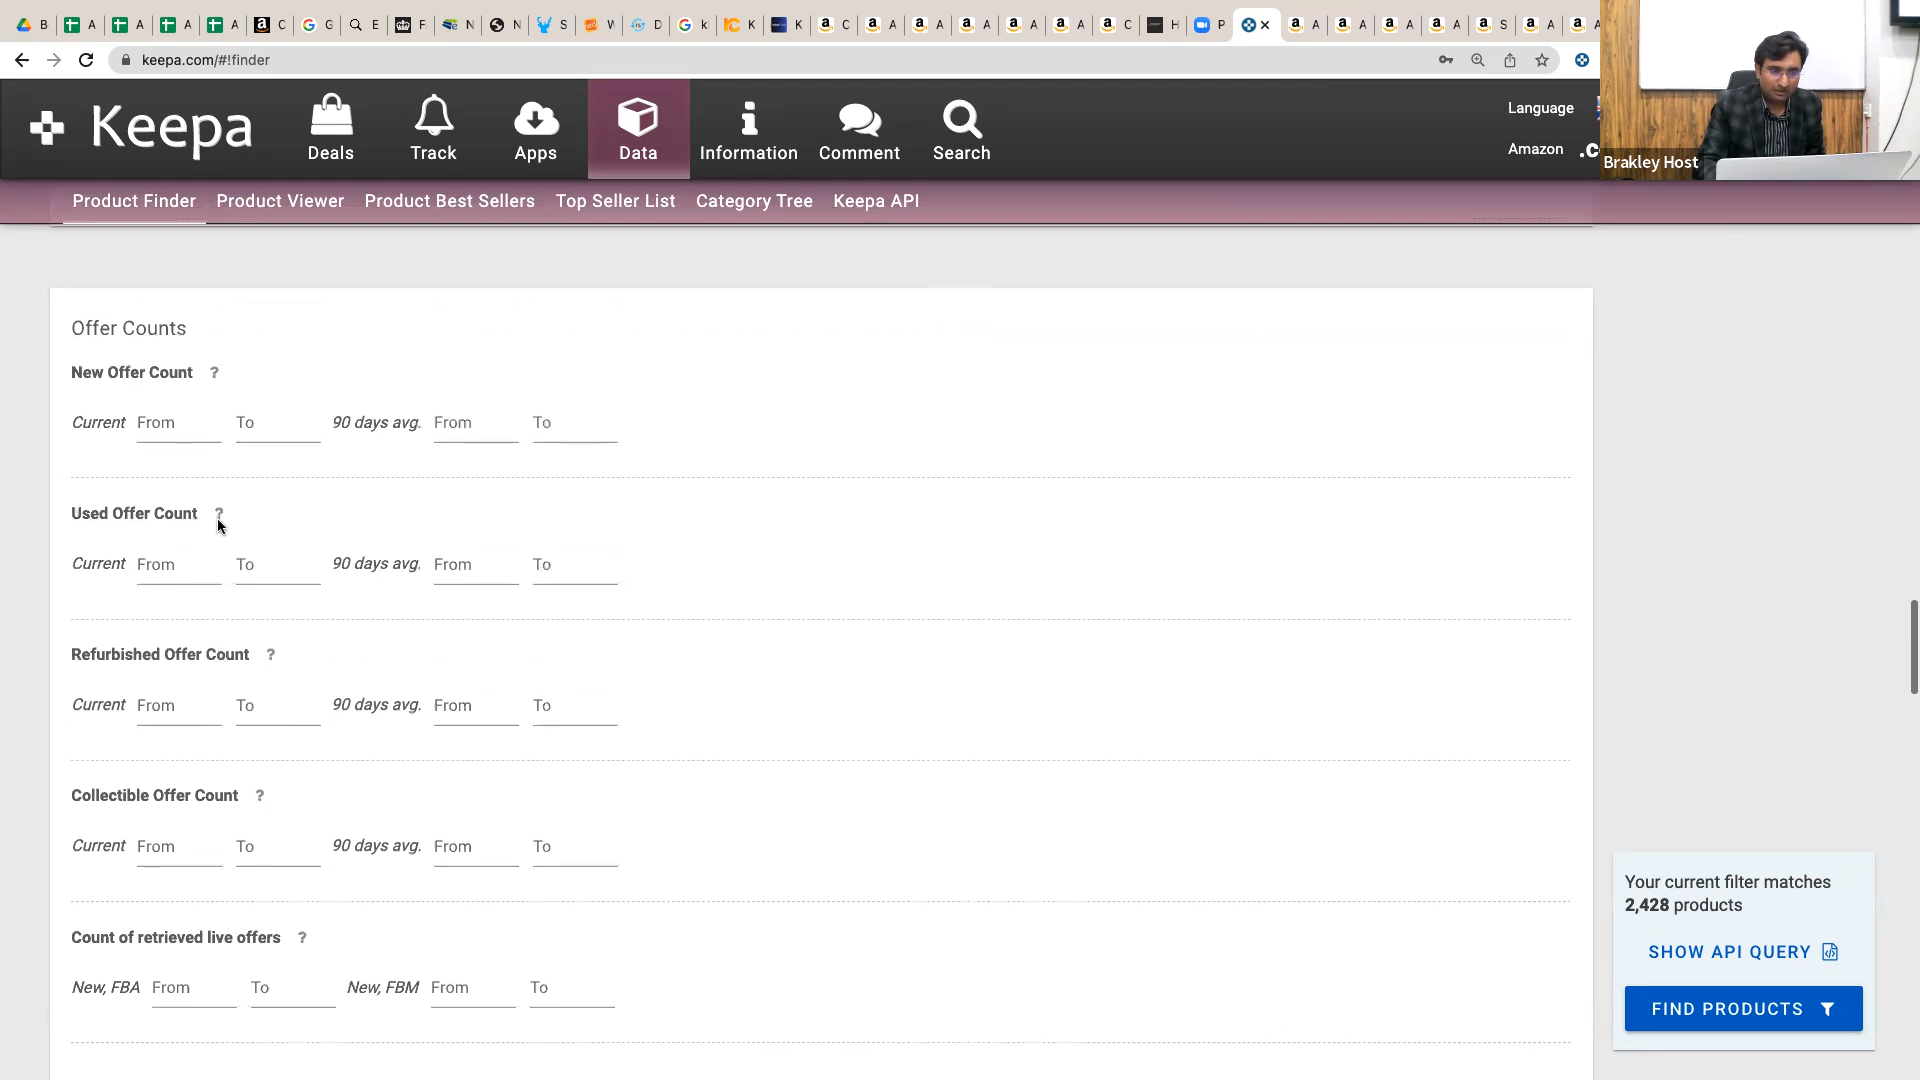 B A A A A C G G E F N N S W D k K K C A A A A A C H P A A A A S A A
keepa.com/#!finder
Keepa
Deals Track Apps Data Information Comment Search
Language
Amazon .c
Brakley Host
Product Finder Product Viewer Product Best Sellers Top Seller List Category Tree Keepa API
Offer Counts
New Offer Count ?
Current From To 90 days avg. From To
Used Offer Count ?
Current From To 90 days avg. From To
Refurbished Offer Count ?
Current From To 90 days avg. From To
Collectible Offer Count ?
Current From To 90 days avg. From To
Count of retrieved live offers ?
New, FBA From To New, FBM From To
Your current filter matches
2,428 products
SHOW API QUERY
FIND PRODUCTS